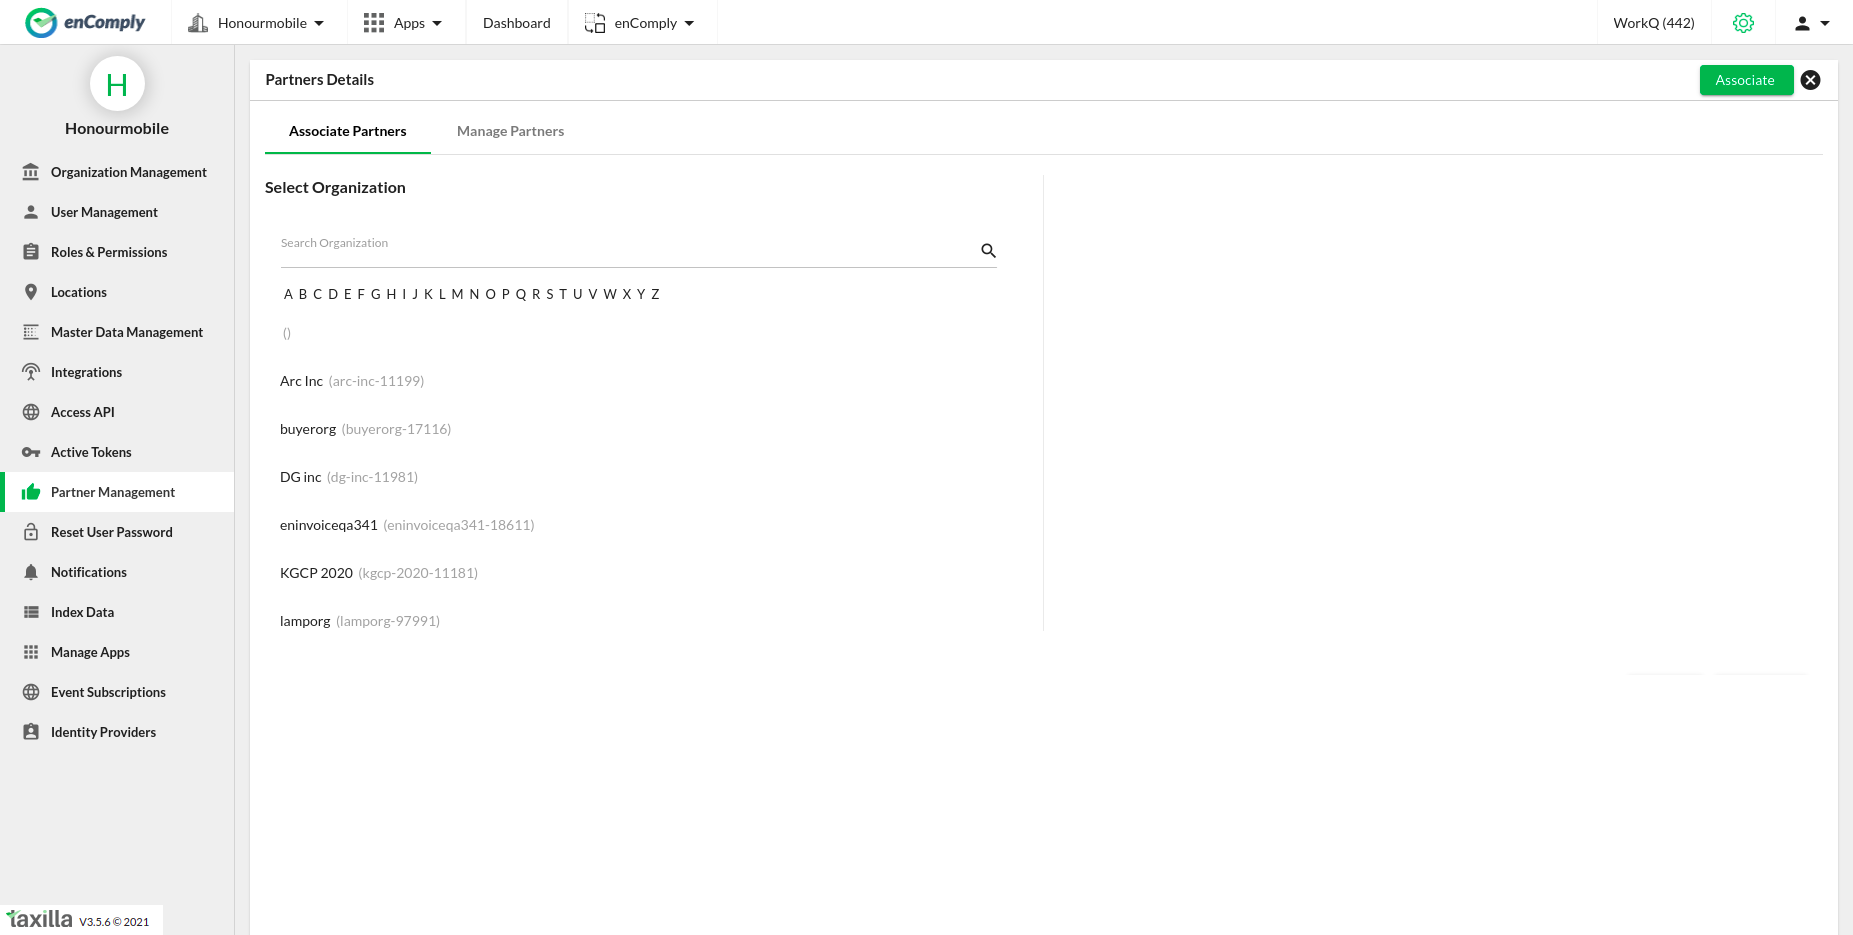 enComply Honourmobile Apps Dashboard enComply WorkQ (442)
H
Honourmobile
Organization Management
User Management
Roles & Permissions
Locations
Master Data Management
Integrations
Access API
Active Tokens
Partner Management
Reset User Password
Notifications
Index Data
Manage Apps
Event Subscriptions
Identity Providers
taxilla V3.5.6 © 2021
Partners Details Associate
Associate Partners Manage Partners
Select Organization
Search Organization
A B C D E F G H I J K L M N O P Q R S T U V W X Y Z
()
Arc Inc (arc-inc-11199)
buyerorg (buyerorg-17116)
DG inc (dg-inc-11981)
eninvoiceqa341 (eninvoiceqa341-18611)
KGCP 2020 (kgcp-2020-11181)
lamporg (lamporg-97991)